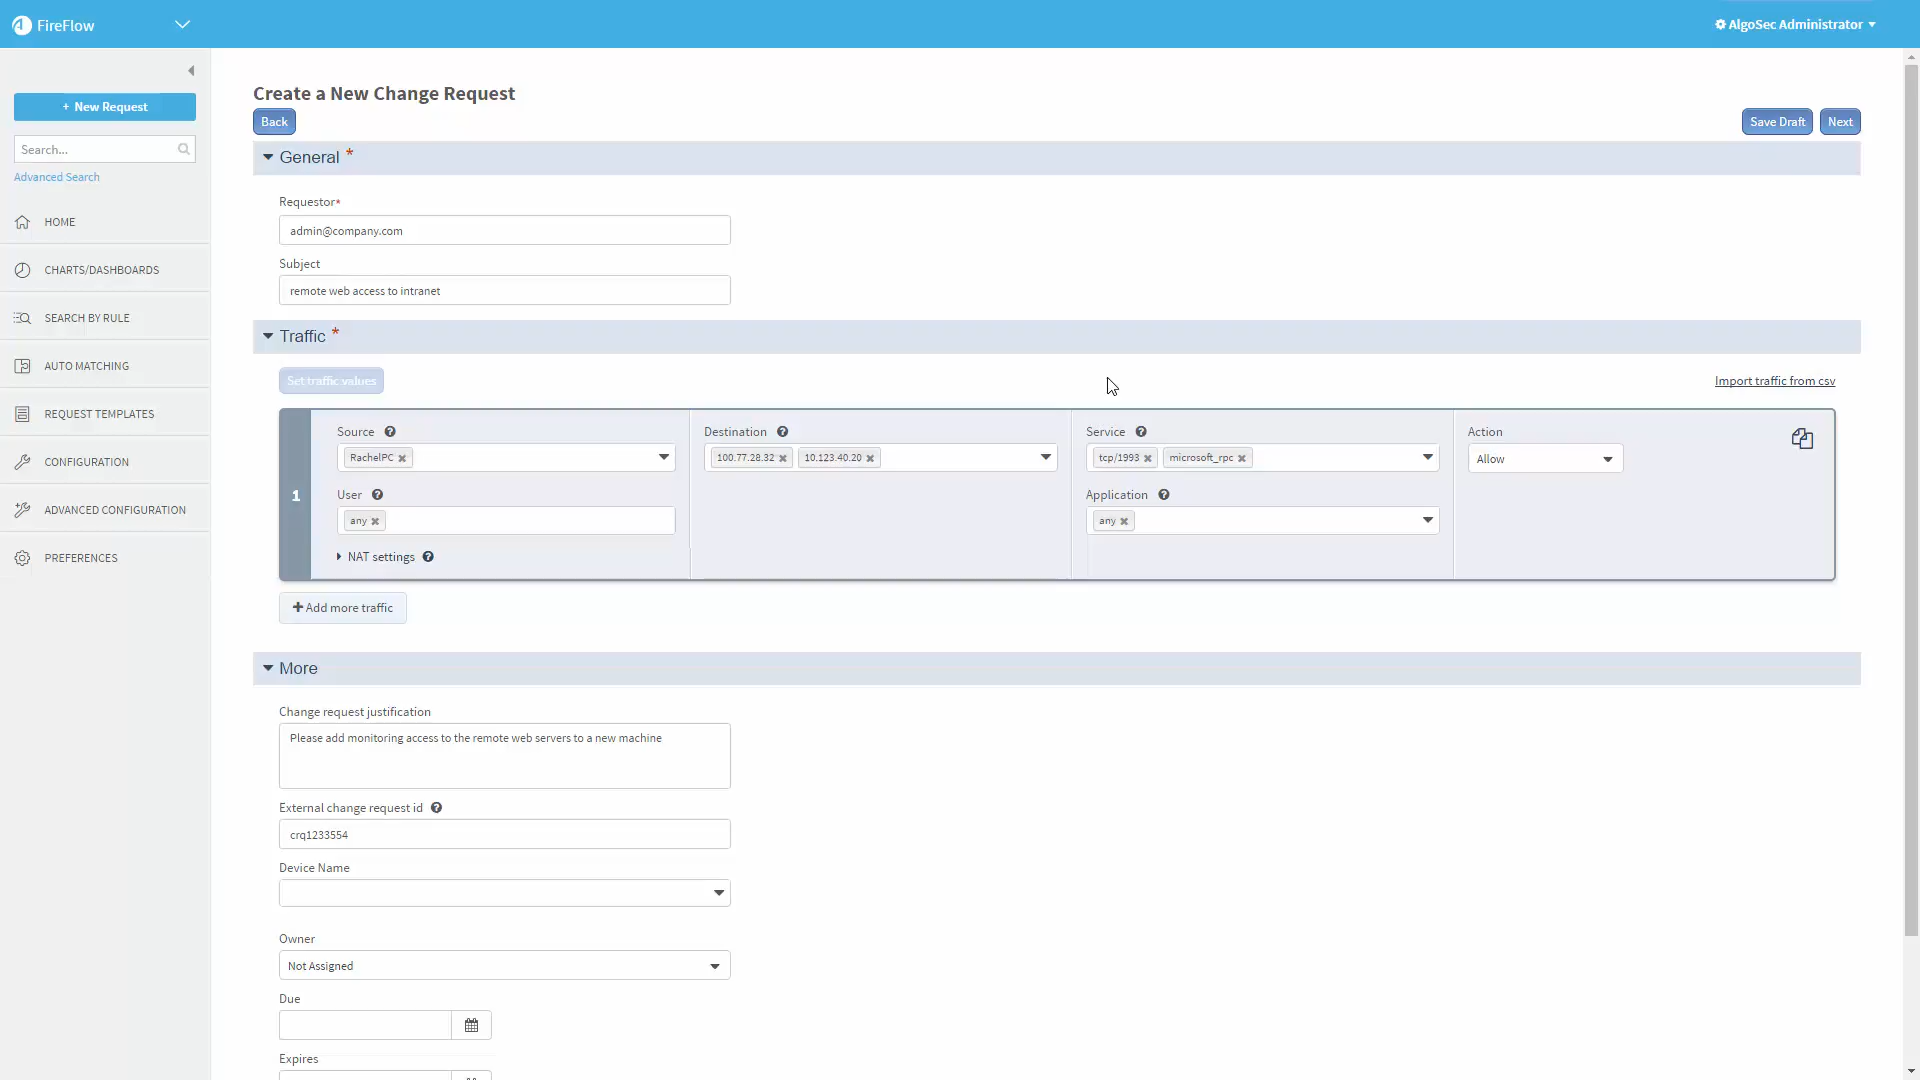 FireFlow
AlgoSec Administrator
+ New Request
Search...
Advanced Search
HOME
CHARTS/DASHBOARDS
SEARCH BY RULE
AUTO MATCHING
REQUEST TEMPLATES
CONFIGURATION
ADVANCED CONFIGURATION
PREFERENCES
Create a New Change Request
Back
Save Draft
Next
General *
Requestor*
admin@company.com
Subject
remote web access to intranet
Traffic *
Set traffic values
Import traffic from csv
1
Source
RachelPC
User
any
NAT settings
Destination
100.77.28.32 10.123.40.20
Service
tcp/1993 microsoft_rpc
Application
any
Action
Allow
Add more traffic
More
Change request justification
Please add monitoring access to the remote web servers to a new machine
External change request id
crq1233554
Device Name
Owner
Not Assigned
Due
Expires